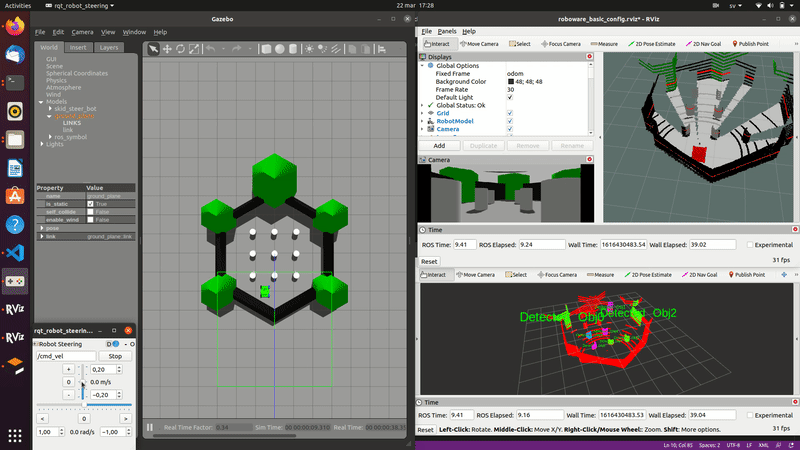 Activities
rqt_robot_steering
22 mar 17:28
sv
Gazebo
File Edit Camera View Window Help
World Insert Layers
GUI
Scene
Spherical Coordinates
Physics
Atmosphere
Wind
Models
skid_steer_bot
LINKS
link
ros_symbol
Lights
Property Value
name ground_plane
is_static True
self_collide False
enable_wind False
pose
link ground_plane::link
Real Time Factor: 0.34 Sim Time: 00 00:00:09.310 Real Time:
rqt_robot_steering...
Robot Steering
/cmd_vel Stop
+ 0,20
0 0.0 m/s
- −0,20
< 0 >
1,00 0.0 rad/s −1,00
roboware_basic_config.rviz* - RViz
File Panels Help
Interact Move Camera Select Focus Camera Measure 2D Pose Estimate 2D Nav Goal Publish Point
Displays
Global Options
Fixed Frame odom
Background Color 48; 48; 48
Frame Rate 30
Default Light
Global Status: Ok
Grid
RobotModel
Camera
Add Duplicate Remove Rename
Camera
Time
ROS Time: 9.41 ROS Elapsed: 9.24 Wall Time: 1616430483.54 Wall Elapsed: 39.02 Experimental
Reset 31 fps
Interact Move Camera Select Focus Camera Measure 2D Pose Estimate 2D Nav Goal Publish Point
Detected Obj2
Time
ROS Time: 9.41 ROS Elapsed: 9.16 Wall Time: 1616430483.53 Wall Elapsed: 39.04 Experimental
Reset Left-Click: Rotate. Middle-Click: Move X/Y. Right-Click/Mouse Wheel: Zoom. Shift: More options. 31 fps
Ln 10, Col 85 Spaces: 2 UTF-8 LF XML